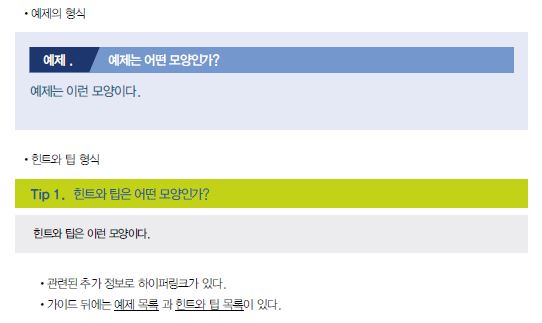 • 예제의 형식
예제 . 예제는 어떤 모양인가?
예제는 이런 모양이다.
• 힌트와 팁 형식
Tip 1. 힌트와 팁은 어떤 모양인가?
힌트와 팁은 이런 모양이다.
• 관련된 추가 정보로 하이퍼링크가 있다.
• 가이드 뒤에는 예제 목록 과 힌트와 팁 목록이 있다.